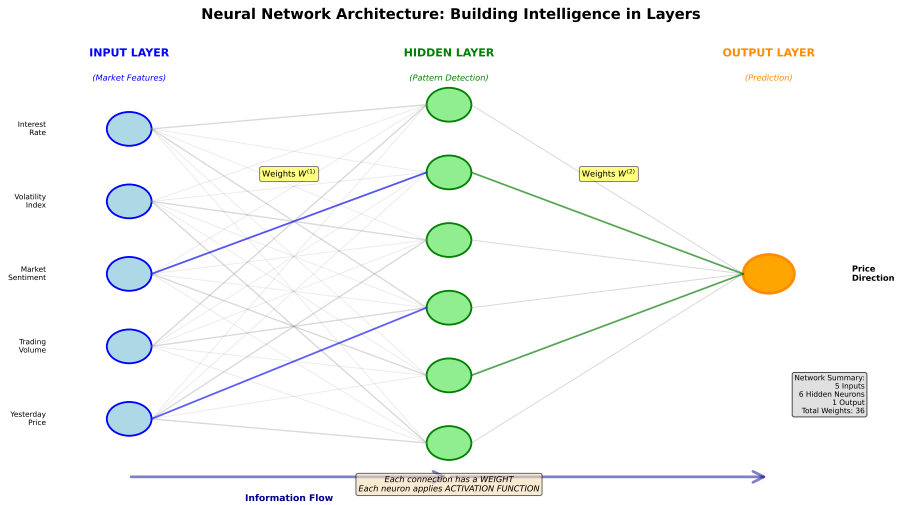 Neural Network Architecture: Building Intelligence in Layers
INPUT LAYER
(Market Features)
HIDDEN LAYER
(Pattern Detection)
OUTPUT LAYER
(Prediction)
Interest
Rate
Volatility
Index
Market
Sentiment
Trading
Volume
Yesterday
Price
Weights W^(1)
Weights W^(2)
Price
Direction
Network Summary:
5 Inputs
6 Hidden Neurons
1 Output
Total Weights: 36
Each connection has a WEIGHT
Each neuron applies ACTIVATION FUNCTION
Information Flow